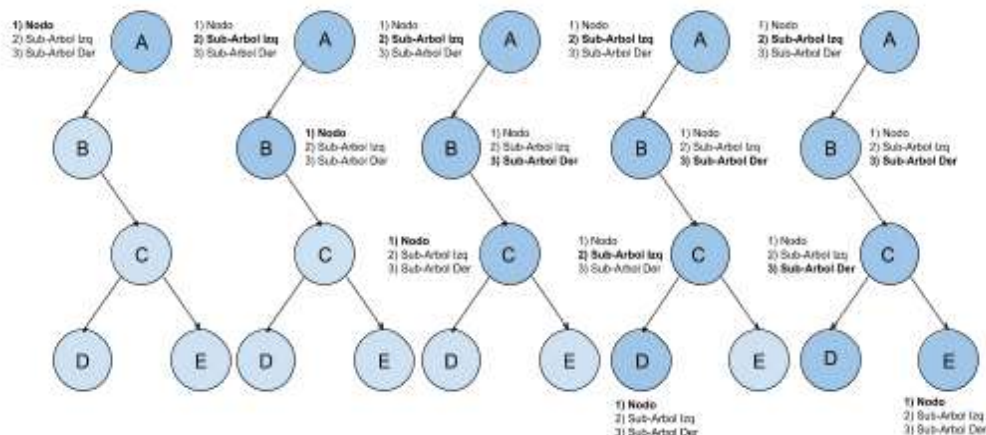 1) Nodo
2) Sub-Arbol Izq
3) Sub-Arbol Der
A
B
C
D
E
1) Nodo
2) Sub-Arbol Izq
3) Sub-Arbol Der
A
B
1) Nodo
2) Sub-Arbol Izq
3) Sub-Arbol Der
C
D
E
1) Nodo
2) Sub-Arbol Izq
3) Sub-Arbol Der
A
B
1) Nodo
2) Sub-Arbol Izq
3) Sub-Arbol Der
1) Nodo
2) Sub-Arbol Izq
3) Sub-Arbol Der
C
D
E
1) Nodo
2) Sub-Arbol Izq
3) Sub-Arbol Der
A
B
1) Nodo
2) Sub-Arbol Izq
3) Sub-Arbol Der
1) Nodo
2) Sub-Arbol Izq
3) Sub-Arbol Der
C
D
E
1) Nodo
2) Sub-Arbol Izq
3) Sub-Arbol Der
1) Nodo
2) Sub-Arbol Izq
3) Sub-Arbol Der
A
B
1) Nodo
2) Sub-Arbol Izq
3) Sub-Arbol Der
1) Nodo
2) Sub-Arbol Izq
3) Sub-Arbol Der
C
D
E
1) Nodo
2) Sub-Arbol Izq
3) Sub-Arbol Der